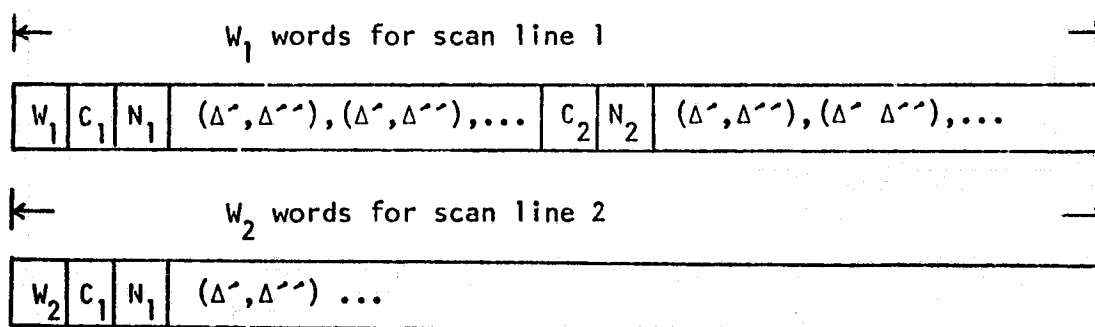 W₁ words for scan line 1
W₁ C₁ N₁ (Δ´,Δ´´),(Δ´,Δ´´),... C₂ N₂ (Δ´,Δ´´),(Δ´ Δ´´),...
W₂ words for scan line 2
W₂ C₁ N₁ (Δ´,Δ´´) ...